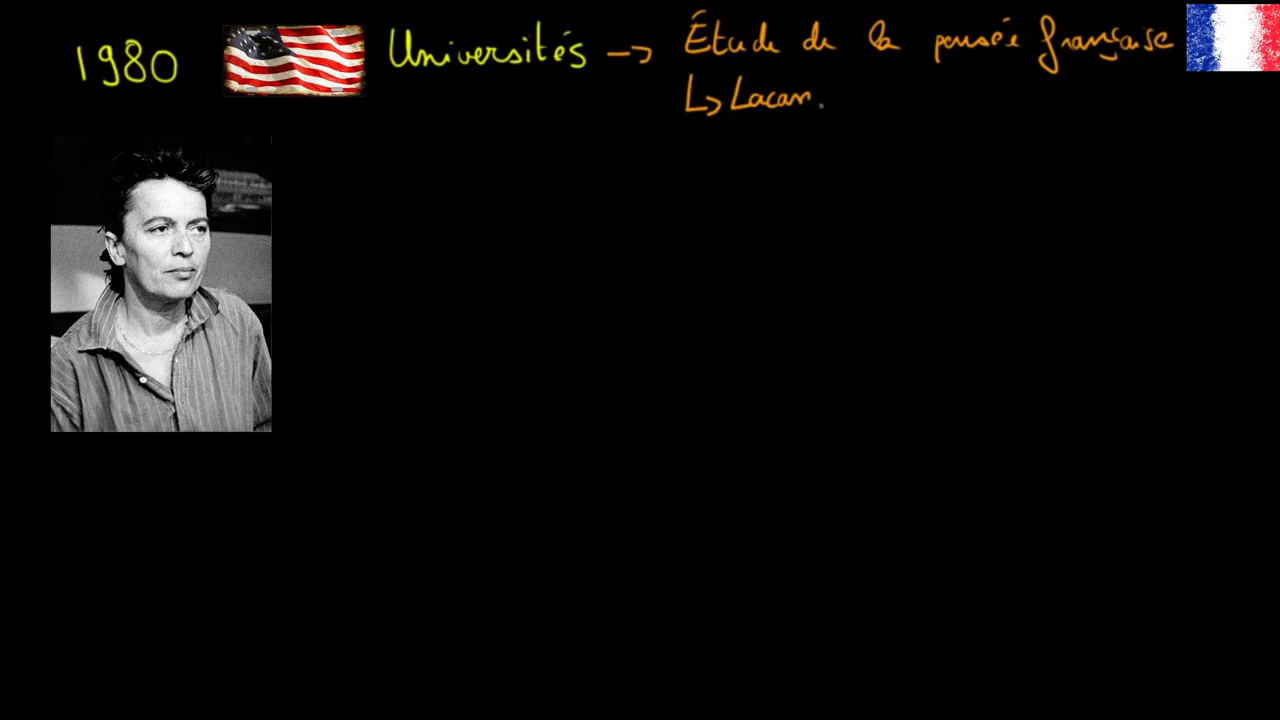 1980 Universités → Étude de la pensée française
↳ Lacan.